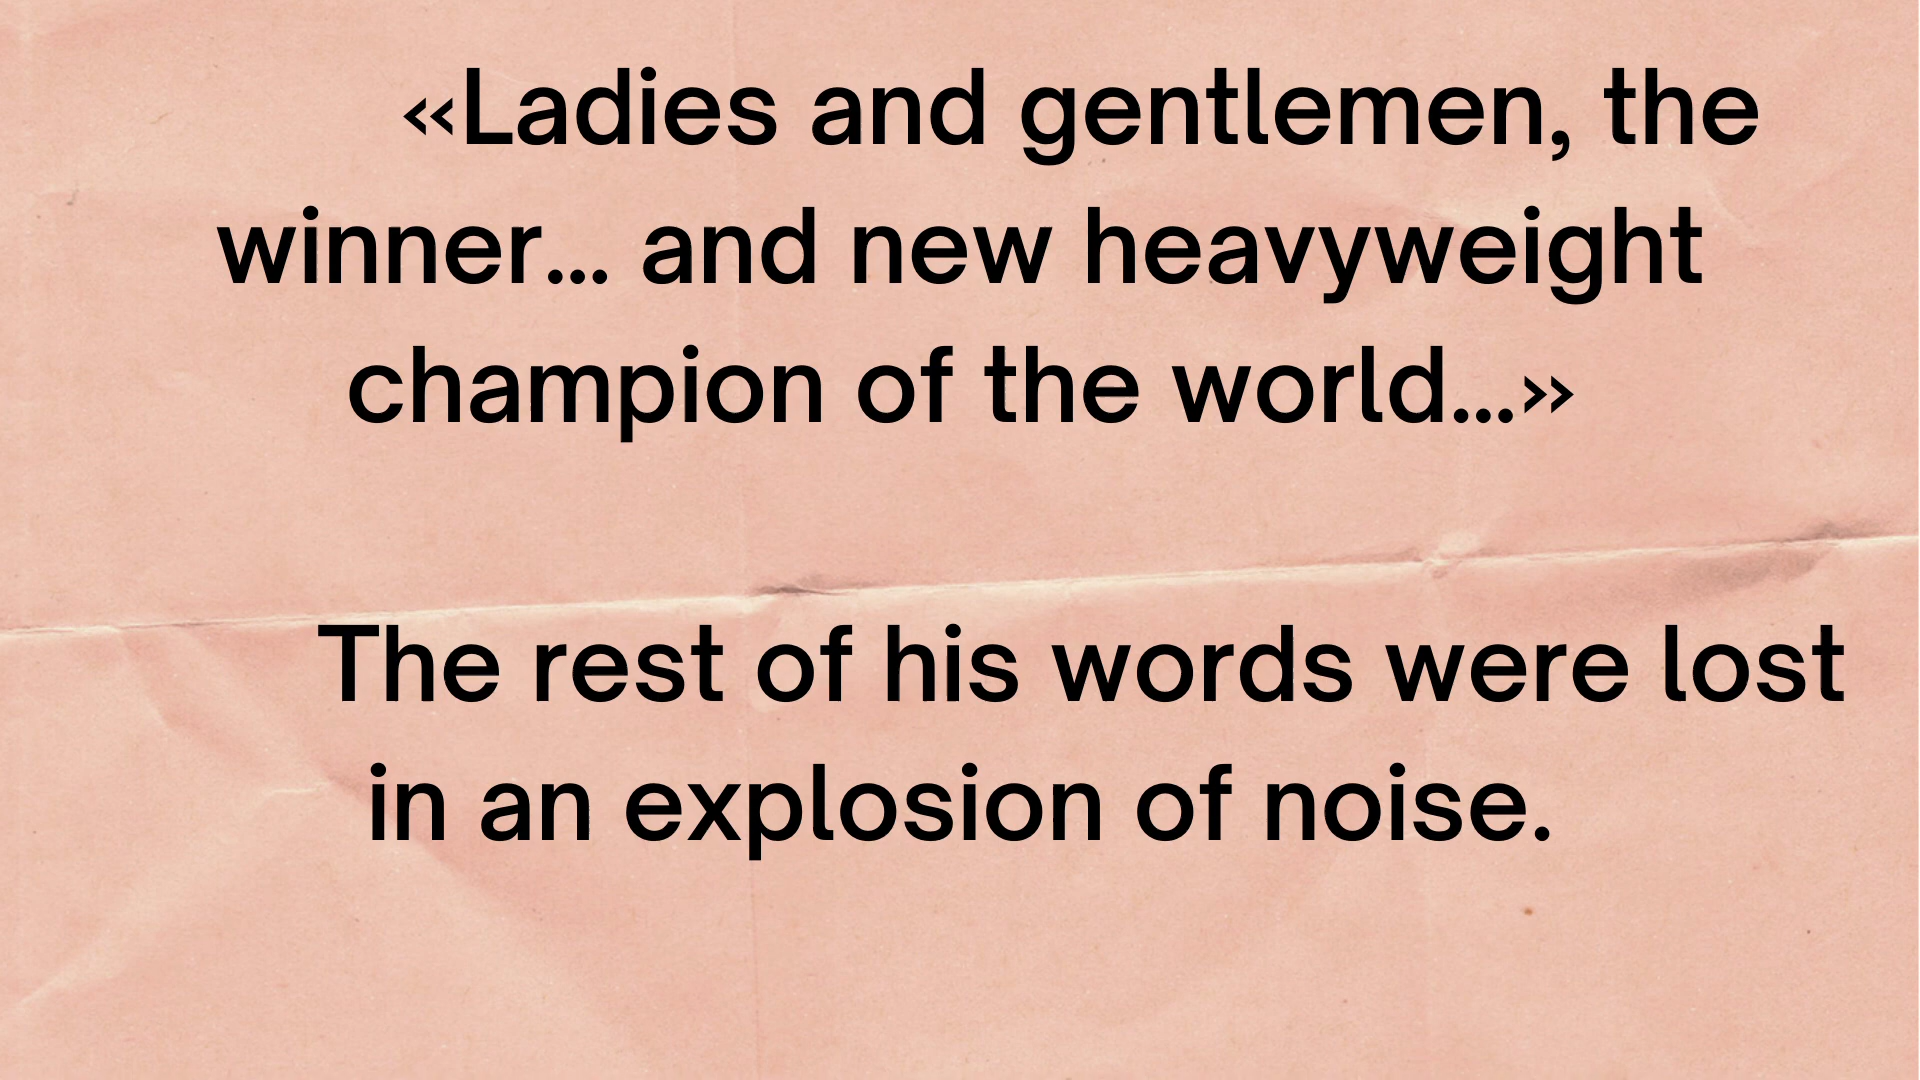 «Ladies and gentlemen, the
winner... and new heavyweight
champion of the world...»
The rest of his words were lost
in an explosion of noise.